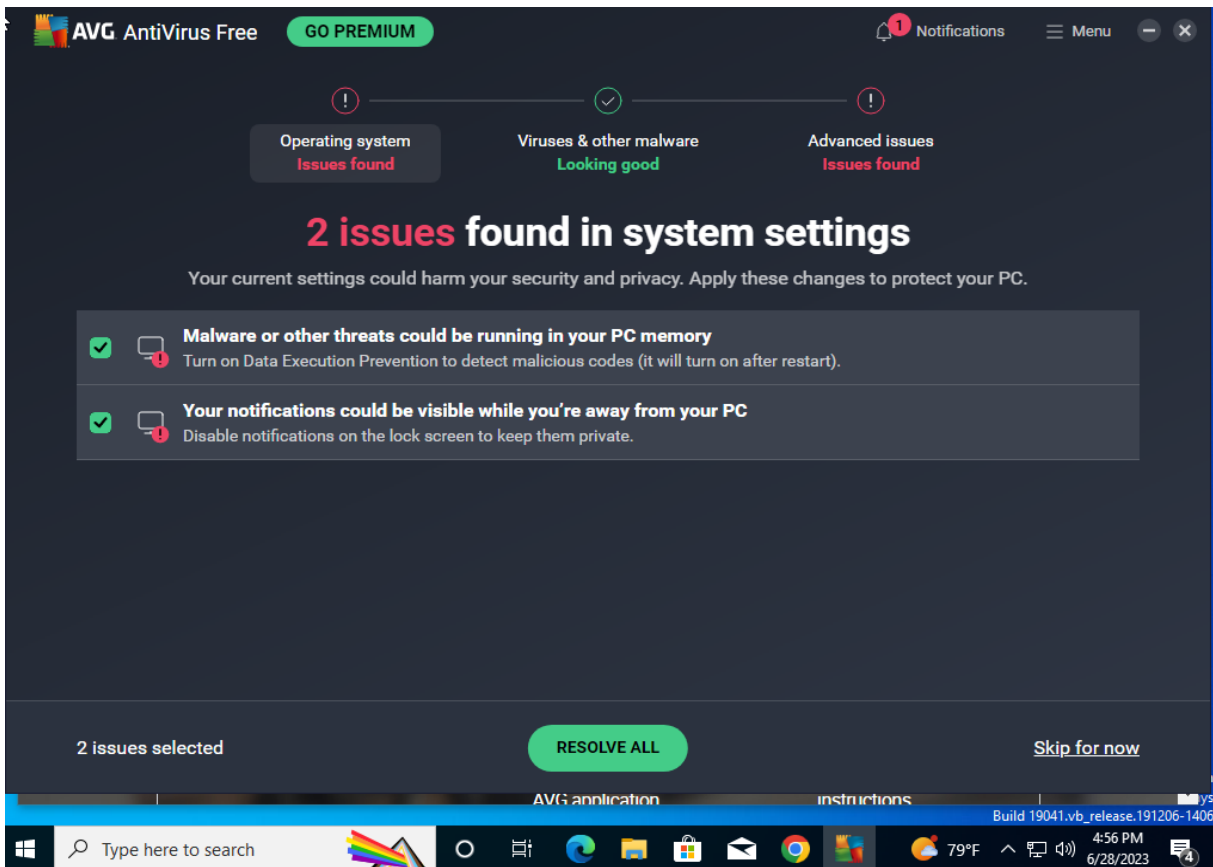 AVG AntiVirus Free GO PREMIUM 1 Notifications Menu
! ! 
Operating system Viruses & other malware Advanced issues
Issues found Looking good Issues found
2 issues found in system settings
Your current settings could harm your security and privacy. Apply these changes to protect your PC.
Malware or other threats could be running in your PC memory
Turn on Data Execution Prevention to detect malicious codes (it will turn on after restart).
Your notifications could be visible while you're away from your PC
Disable notifications on the lock screen to keep them private.
2 issues selected RESOLVE ALL Skip for now
AVG application instructions
Build 19041.vb_release.191206-1406
Type here to search 79°F 4:56 PM
6/28/2023 4